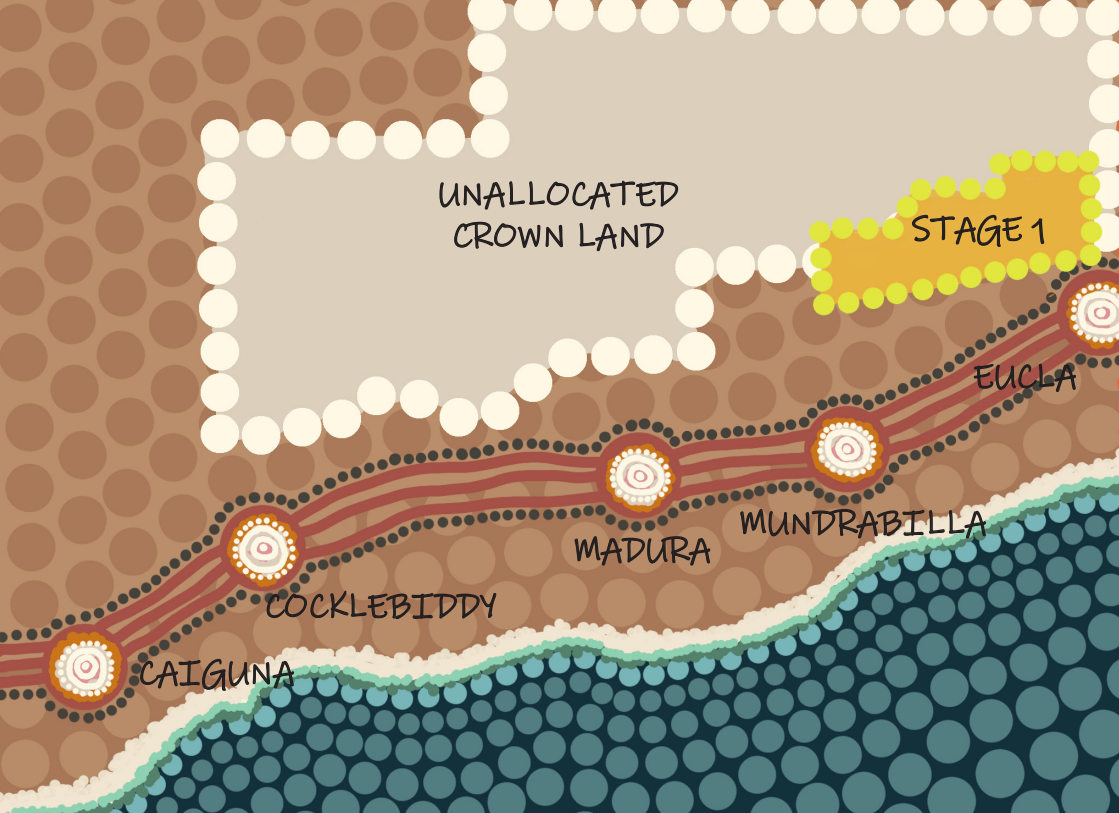 UNALLOCATED
CROWN LAND
STAGE 1
EUCLA
MUNDRABILLA
MADURA
COCKLEBIDDY
CAIGUNA